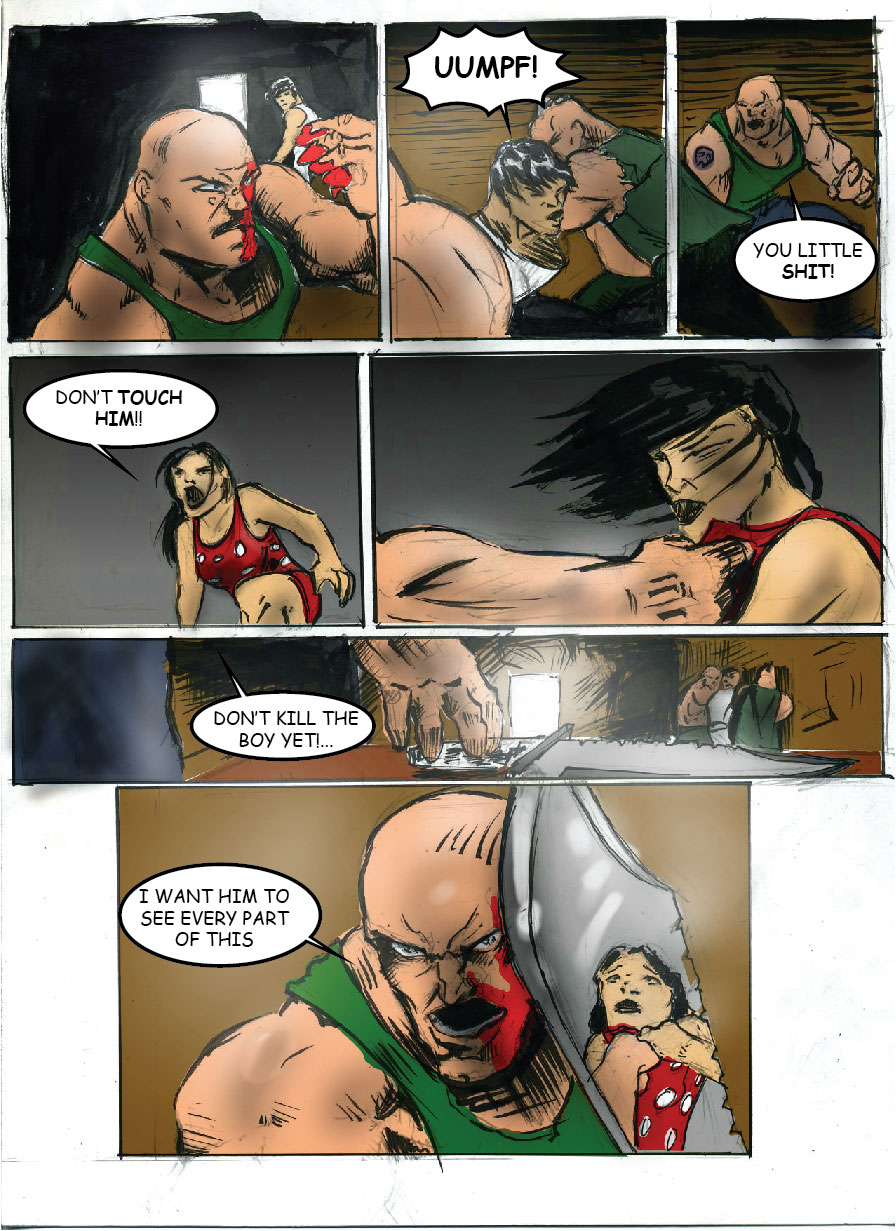 UUMPF!
YOU LITTLE
SHIT!
DON'T TOUCH
HIM!!
DON'T KILL THE
BOY YET!...
I WANT HIM TO
SEE EVERY PART
OF THIS